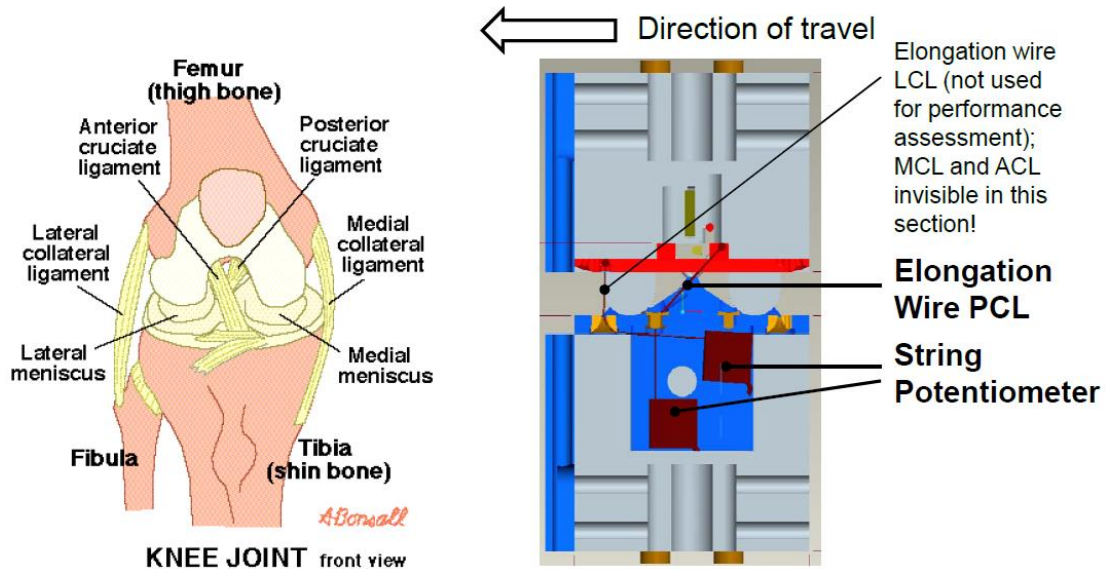 Direction of travel
Femur
(thigh bone)
Anterior
cruciate
ligament
Posterior
cruciate
ligament
Lateral
collateral
ligament
Medial
collateral
ligament
Lateral
meniscus
Medial
meniscus
Fibula
Tibia
(shin bone)
A Bonsall
KNEE JOINT front view
Elongation wire
LCL (not used
for performance
assessment);
MCL and ACL
invisible in this
section!
Elongation
Wire PCL
String
Potentiometer